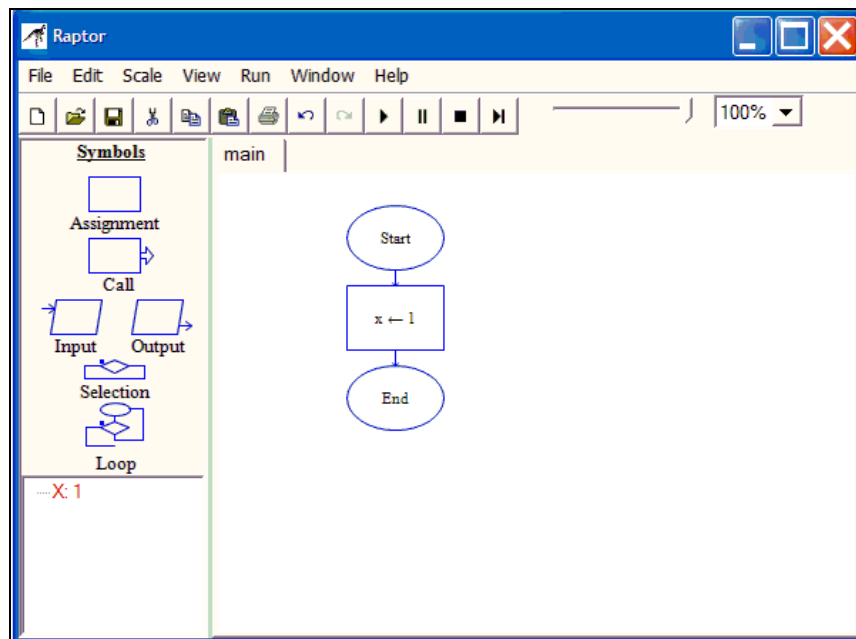 Raptor
File Edit Scale View Run Window Help
100%
Symbols
main
Assignment
Call
Input Output
Selection
Loop
X: 1
Start
x ← 1
End